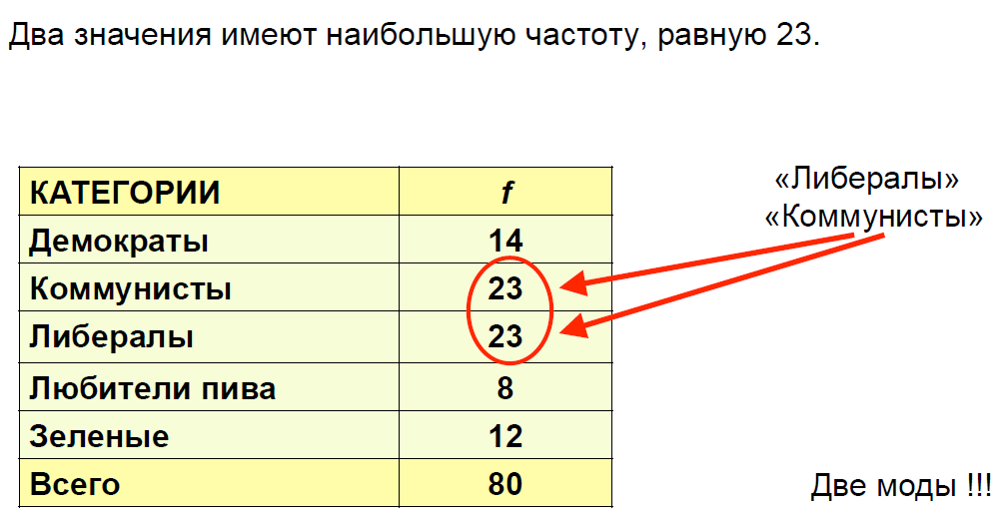 Два значения имеют наибольшую частоту, равную 23.
КАТЕГОРИИ f
Демократы 14
Коммунисты 23
Либералы 23
Любители пива 8
Зеленые 12
Всего 80
«Либералы»
«Коммунисты»
Две моды !!!